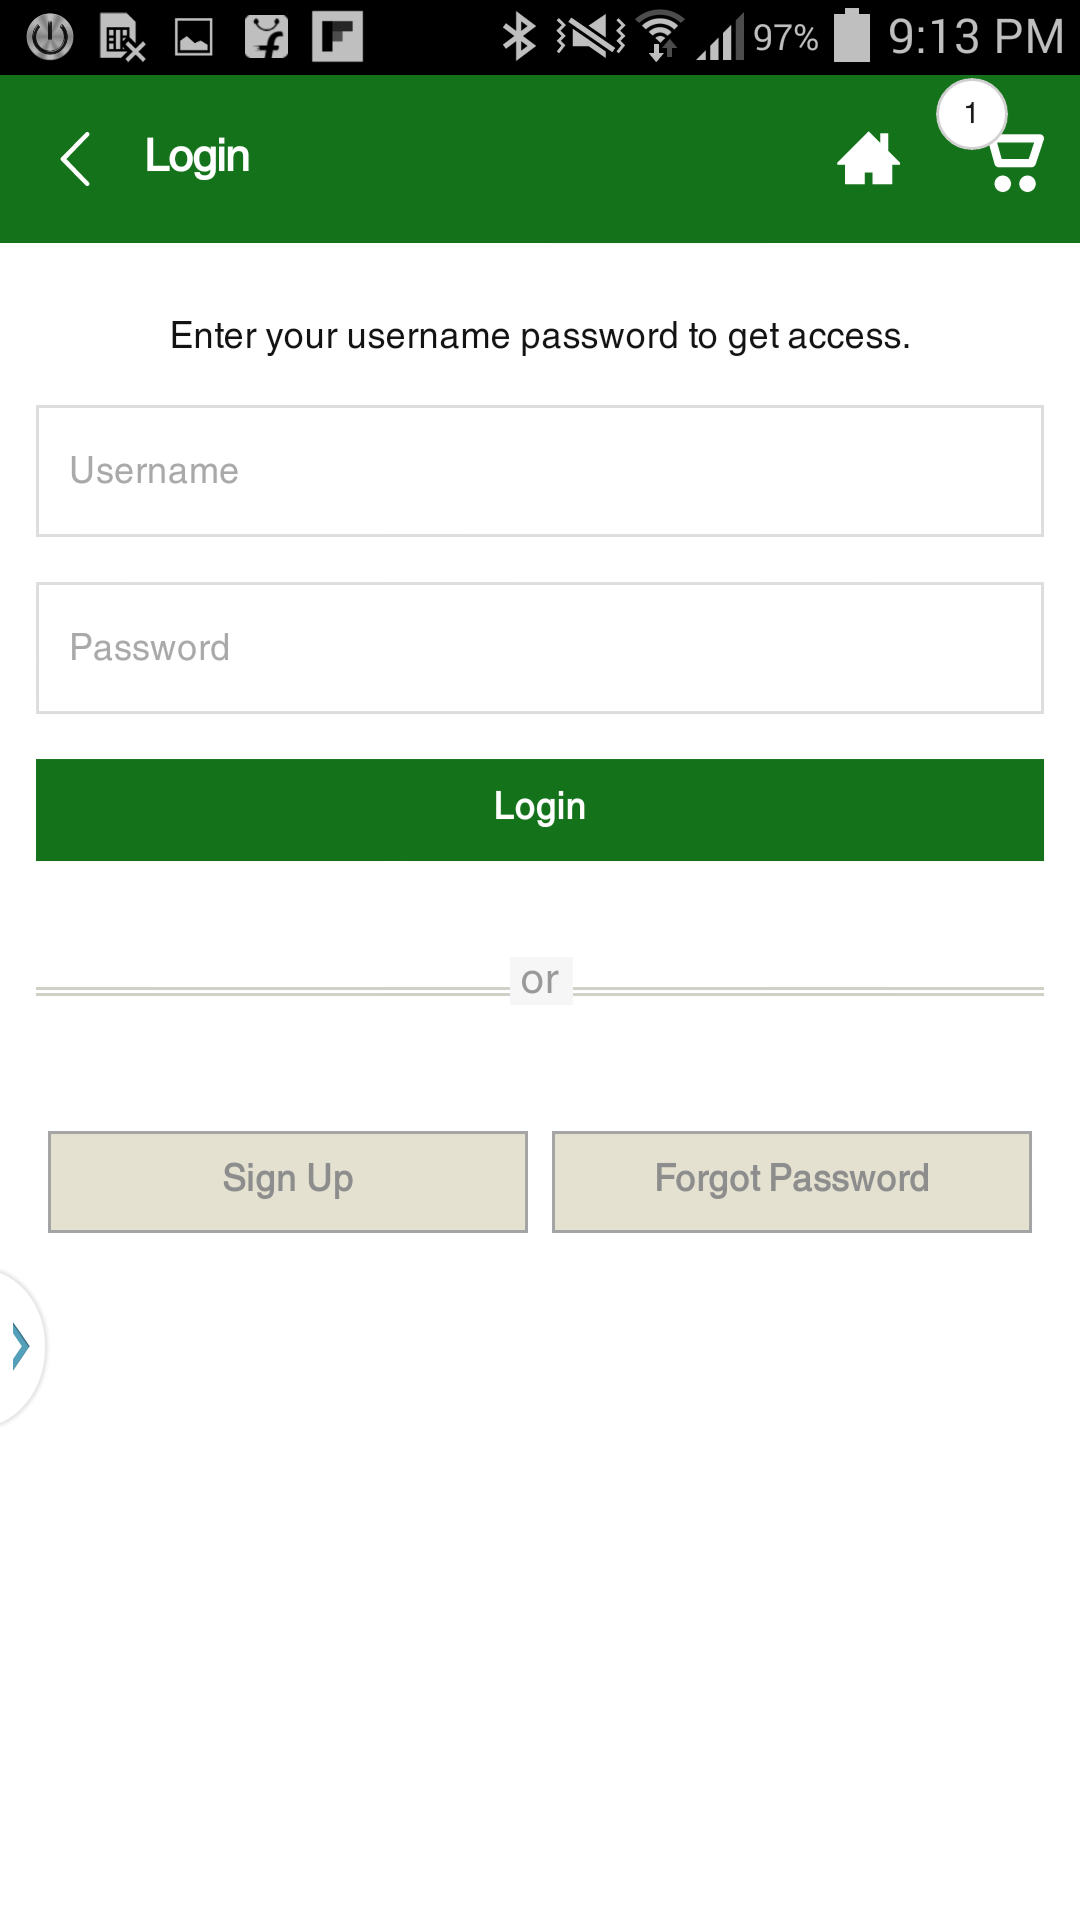 97% 9:13 PM
Login
1
Enter your username password to get access.
Username
Password
Login
or
Sign Up Forgot Password